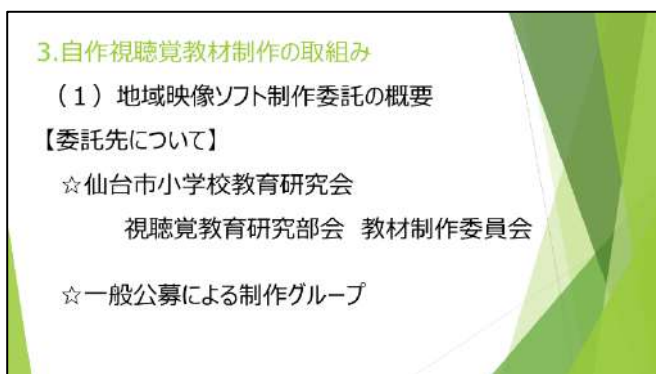 3.自作視聴覚教材制作の取組み
（1）地域映像ソフト制作委託の概要
【委託先について】
☆仙台市小学校教育研究会
視聴覚教育研究部会 教材制作委員会
☆一般公募による制作グループ